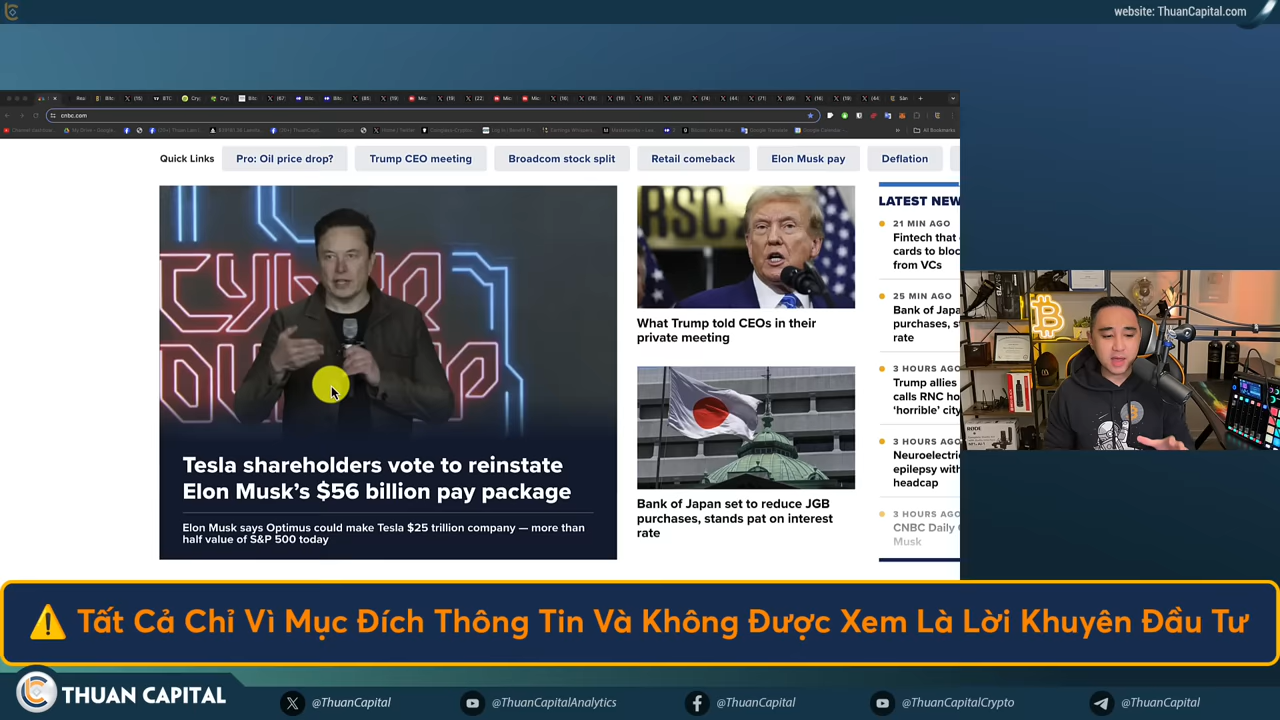 website: ThuanCapital.com
cnbc.com
Quick Links
Pro: Oil price drop?
Trump CEO meeting
Broadcom stock split
Retail comeback
Elon Musk pay
Deflation
CYBER
RSC
Tesla shareholders vote to reinstate
Elon Musk's $56 billion pay package
Elon Musk says Optimus could make Tesla $25 trillion company — more than
half value of S&P 500 today
What Trump told CEOs in their
private meeting
Bank of Japan set to reduce JGB
purchases, stands pat on interest
rate
LATEST NEW
21 MIN AGO
Fintech that
cards to bloc
from VCs
25 MIN AGO
Bank of Japa
purchases, s
rate
3 HOURS AGO
Trump allies
calls RNC ho
'horrible' city
3 HOURS AGO
Neuroelectri
epilepsy with
headcap
3 HOURS AGO
CNBC Daily
Musk
RØDE
⚠️ Tất Cả Chỉ Vì Mục Đích Thông Tin Và Không Được Xem Là Lời Khuyên Đầu Tư
THUAN CAPITAL
@ThuanCapital
@ThuanCapitalAnalytics
@ThuanCapital
@ThuanCapitalCrypto
@ThuanCapital